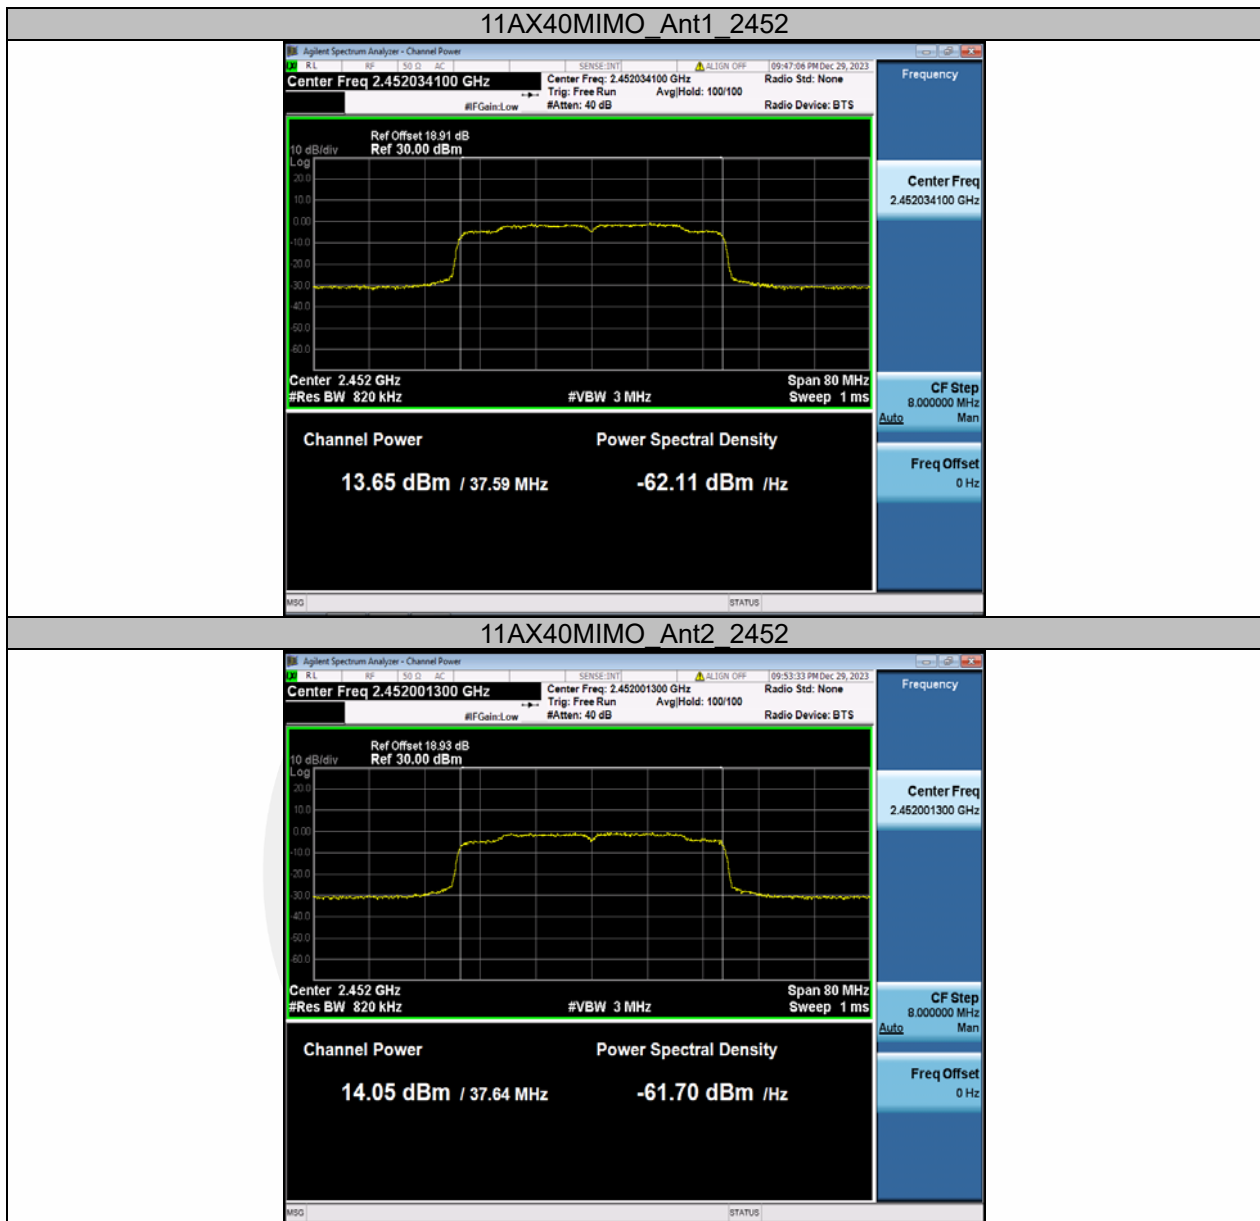 11AX40MIMO_Ant1_2452
Agilent Spectrum Analyzer - Channel Power
RL RF 50 Ω AC SENSE:INT ALIGN OFF 09:47:06 PM Dec 29, 2023
Center Freq 2.452034100 GHz
Center Freq: 2.452034100 GHz
Radio Std: None
Trig: Free Run Avg|Hold: 100/100
#IFGain:Low
#Atten: 40 dB
Radio Device: BTS
Frequency
Ref Offset 18.91 dB
10 dB/div Ref 30.00 dBm
Log
20.0
10.0
0.00
-10.0
-20.0
-30.0
-40.0
-50.0
-60.0
Center 2.452 GHz
Span 80 MHz
#Res BW 820 kHz
#VBW 3 MHz
Sweep 1 ms
Center Freq
2.452034100 GHz
CF Step
8.000000 MHz
Auto Man
Freq Offset
0 Hz
Channel Power
Power Spectral Density
13.65 dBm / 37.59 MHz
-62.11 dBm /Hz
MSG
STATUS
11AX40MIMO_Ant2_2452
Agilent Spectrum Analyzer - Channel Power
RL RF 50 Ω AC SENSE:INT ALIGN OFF 09:53:33 PM Dec 29, 2023
Center Freq 2.452001300 GHz
Center Freq: 2.452001300 GHz
Radio Std: None
Trig: Free Run Avg|Hold: 100/100
#IFGain:Low
#Atten: 40 dB
Radio Device: BTS
Frequency
Ref Offset 18.93 dB
10 dB/div Ref 30.00 dBm
Log
20.0
10.0
0.00
-10.0
-20.0
-30.0
-40.0
-50.0
-60.0
Center 2.452 GHz
Span 80 MHz
#Res BW 820 kHz
#VBW 3 MHz
Sweep 1 ms
Center Freq
2.452001300 GHz
CF Step
8.000000 MHz
Auto Man
Freq Offset
0 Hz
Channel Power
Power Spectral Density
14.05 dBm / 37.64 MHz
-61.70 dBm /Hz
MSG
STATUS